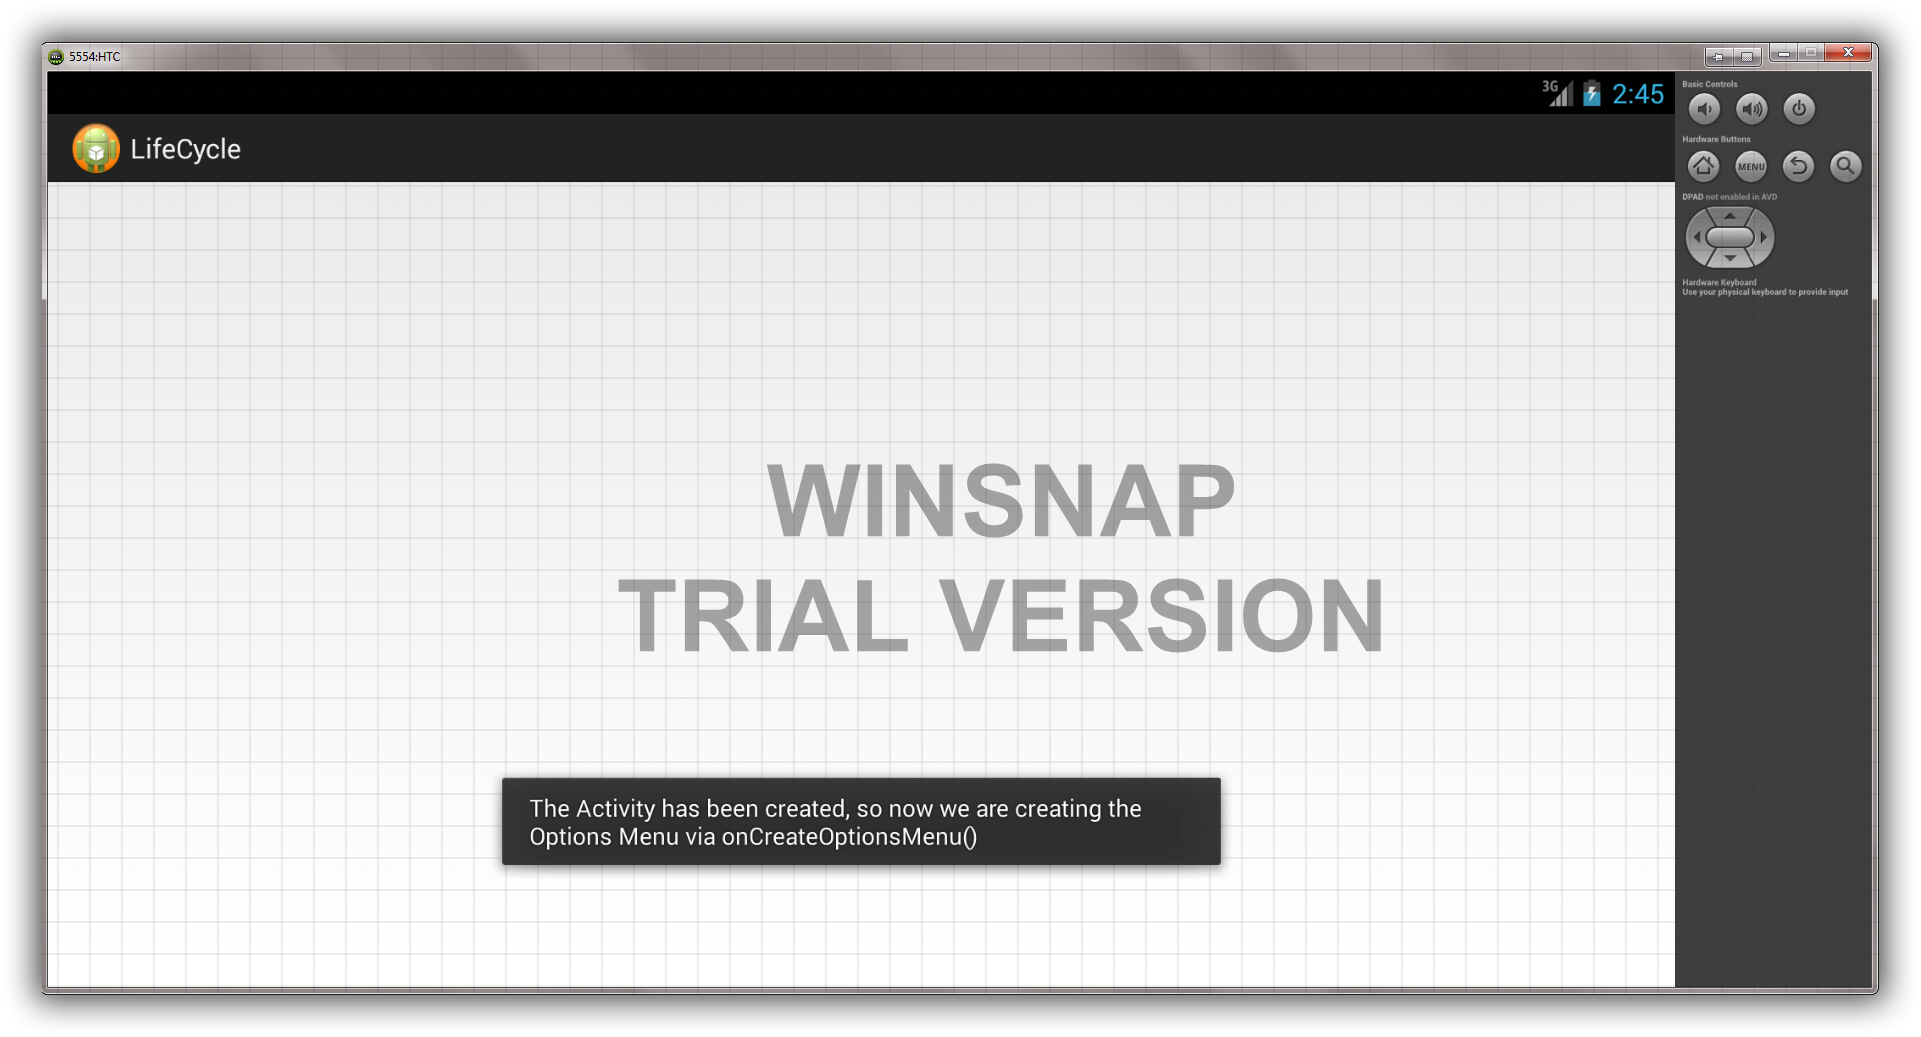 5554:HTC
3G
2:45
LifeCycle
Basic Controls
Hardware Buttons
MENU
DPAD not enabled in AVD
Hardware Keyboard
Use your physical keyboard to provide input
WINSNAP
TRIAL VERSION
The Activity has been created, so now we are creating the
Options Menu via onCreateOptionsMenu()